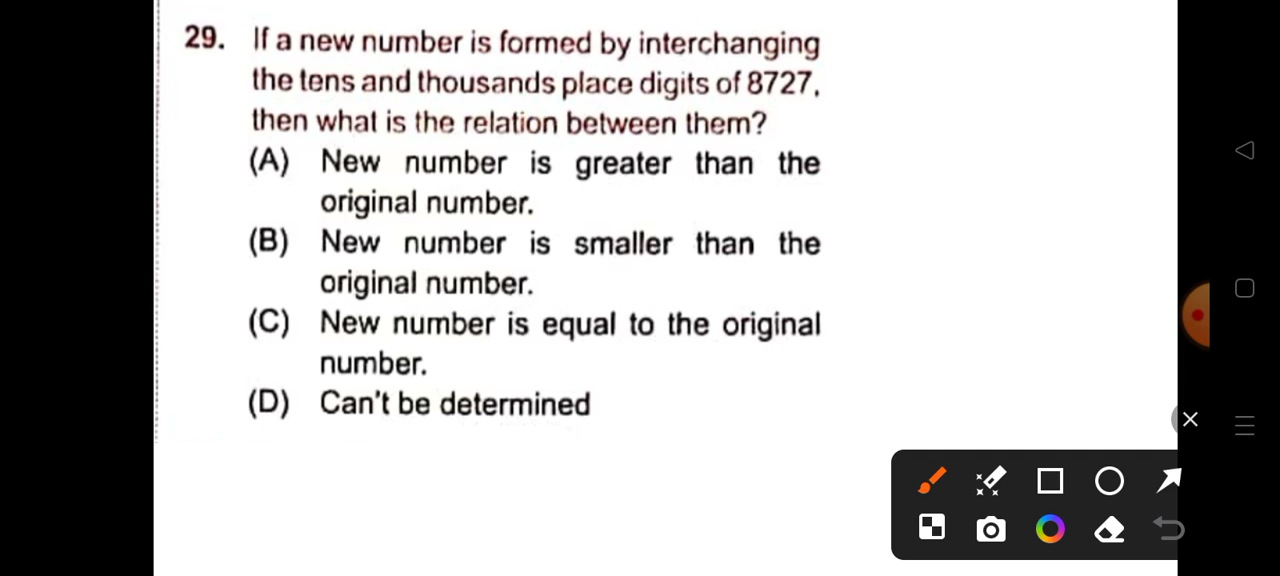 29. If a new number is formed by interchanging
the tens and thousands place digits of 8727,
then what is the relation between them?
(A) New number is greater than the
original number.
(B) New number is smaller than the
original number.
(C) New number is equal to the original
number.
(D) Can't be determined